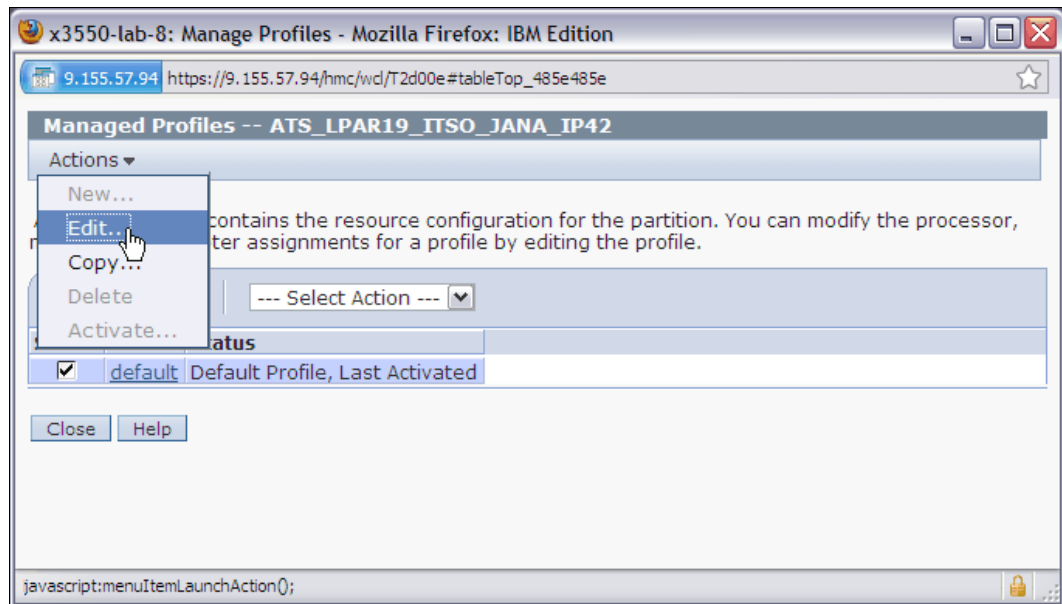 x3550-lab-8: Manage Profiles - Mozilla Firefox: IBM Edition
9.155.57.94 https://9.155.57.94/hmc/wcl/T2d00e#tableTop_485e485e
Managed Profiles -- ATS_LPAR19_ITSO_JANA_IP42
Actions
New...
Edit...
Copy...
Delete
Activate...
contains the resource configuration for the partition. You can modify the processor,
ter assignments for a profile by editing the profile.
--- Select Action ---
atus
default Default Profile, Last Activated
Close Help
javascript:menuItemLaunchAction();